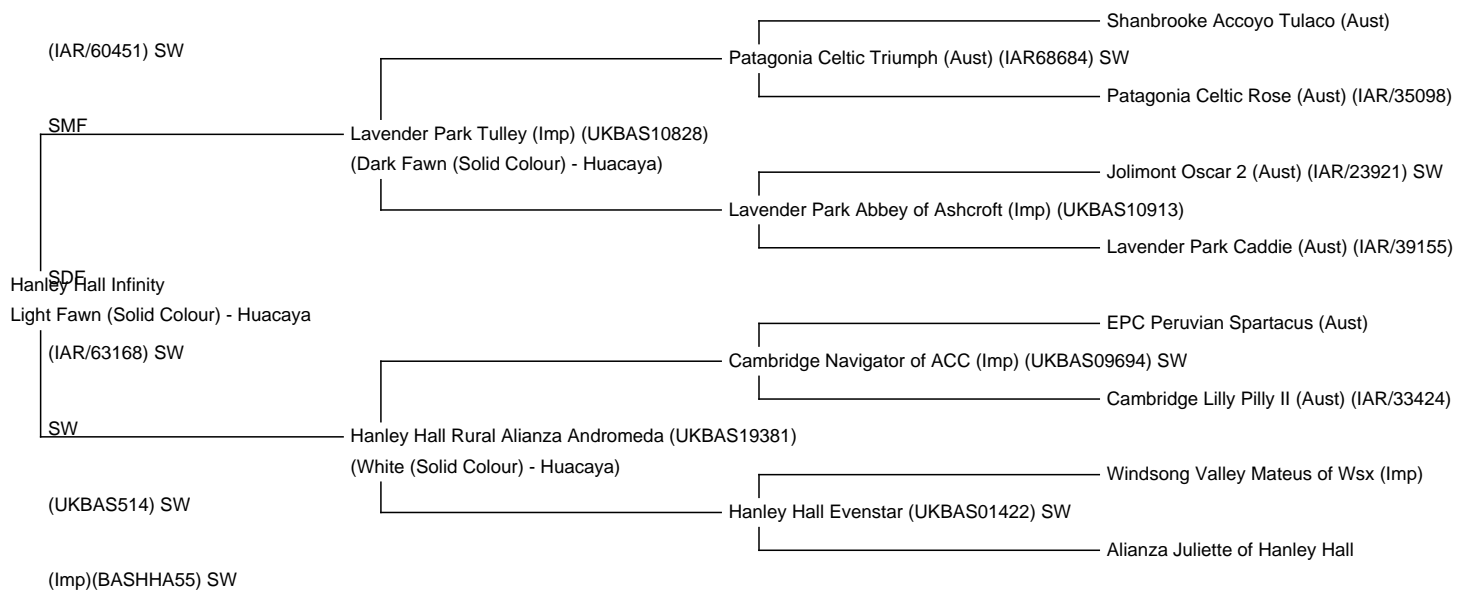 Shanbrooke Accoyo Tulaco (Aust)
(IAR/60451) SW
Patagonia Celtic Triumph (Aust) (IAR68684) SW
Patagonia Celtic Rose (Aust) (IAR/35098)
SMF
Lavender Park Tulley (Imp) (UKBAS10828)
(Dark Fawn (Solid Colour) - Huacaya)
Jolimont Oscar 2 (Aust) (IAR/23921) SW
Lavender Park Abbey of Ashcroft (Imp) (UKBAS10913)
Lavender Park Caddie (Aust) (IAR/39155)
SDF
Hanley Hall Infinity
Light Fawn (Solid Colour) - Huacaya
EPC Peruvian Spartacus (Aust)
(IAR/63168) SW
Cambridge Navigator of ACC (Imp) (UKBAS09694) SW
Cambridge Lilly Pilly II (Aust) (IAR/33424)
SW
Hanley Hall Rural Alianza Andromeda (UKBAS19381)
(White (Solid Colour) - Huacaya)
Windsong Valley Mateus of Wsx (Imp)
(UKBAS514) SW
Hanley Hall Evenstar (UKBAS01422) SW
Alianza Juliette of Hanley Hall
(Imp)(BASHHA55) SW